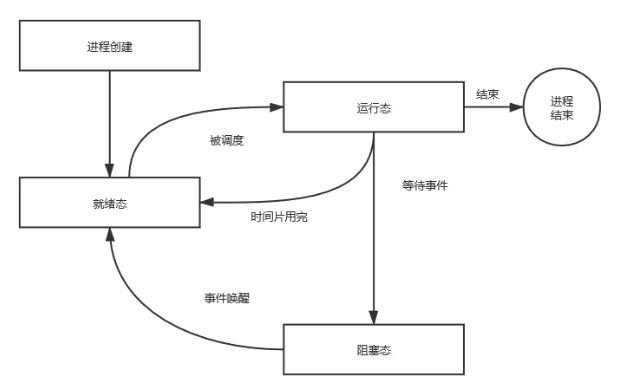 进程创建
运行态
结束
进程
结束
被调度
等待事件
就绪态
时间片用完
事件唤醒
阻塞态